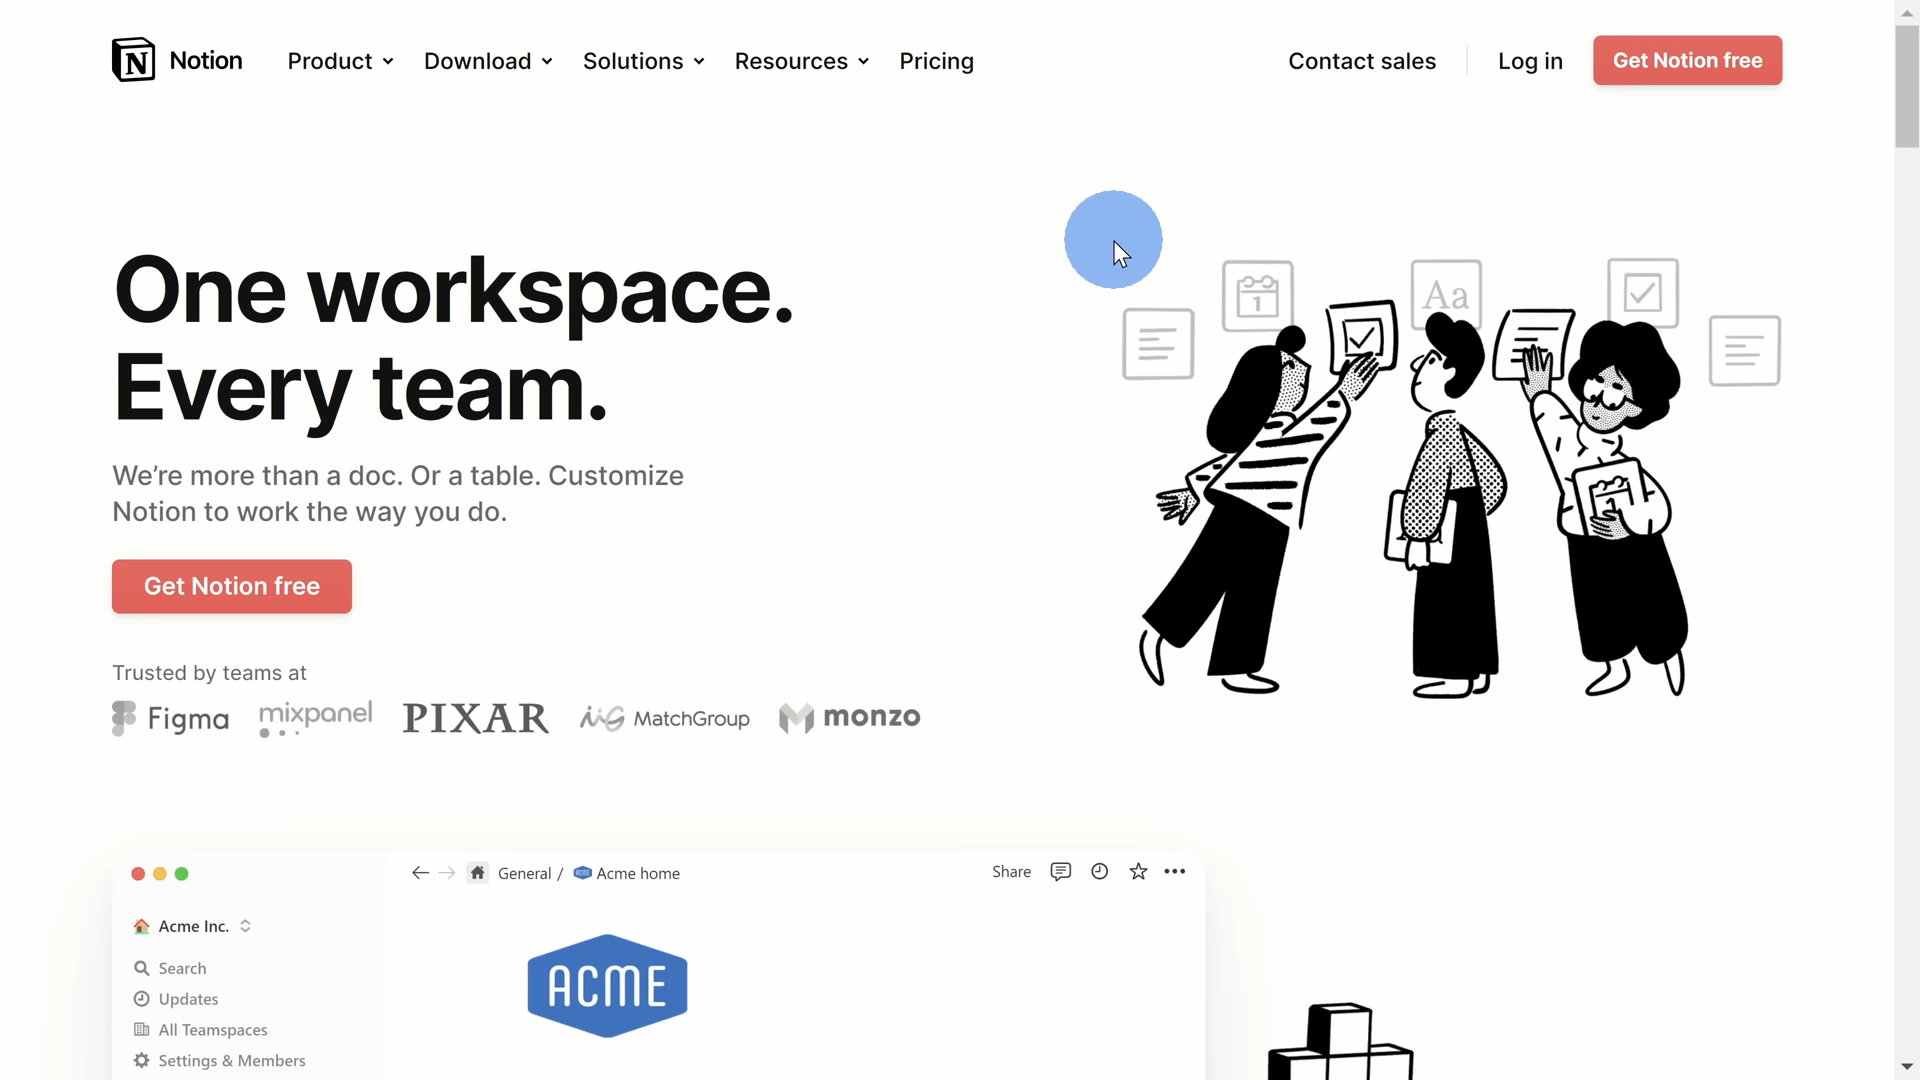 Notion Product Download Solutions Resources Pricing Contact sales Log in Get Notion free
One workspace.
Every team.
We're more than a doc. Or a table. Customize
Notion to work the way you do.
Get Notion free
Trusted by teams at
Figma mixpanel PIXAR MatchGroup monzo
1
Aa
General / Acme home Share
Acme Inc.
Search
Updates
All Teamspaces
Settings & Members
ACME